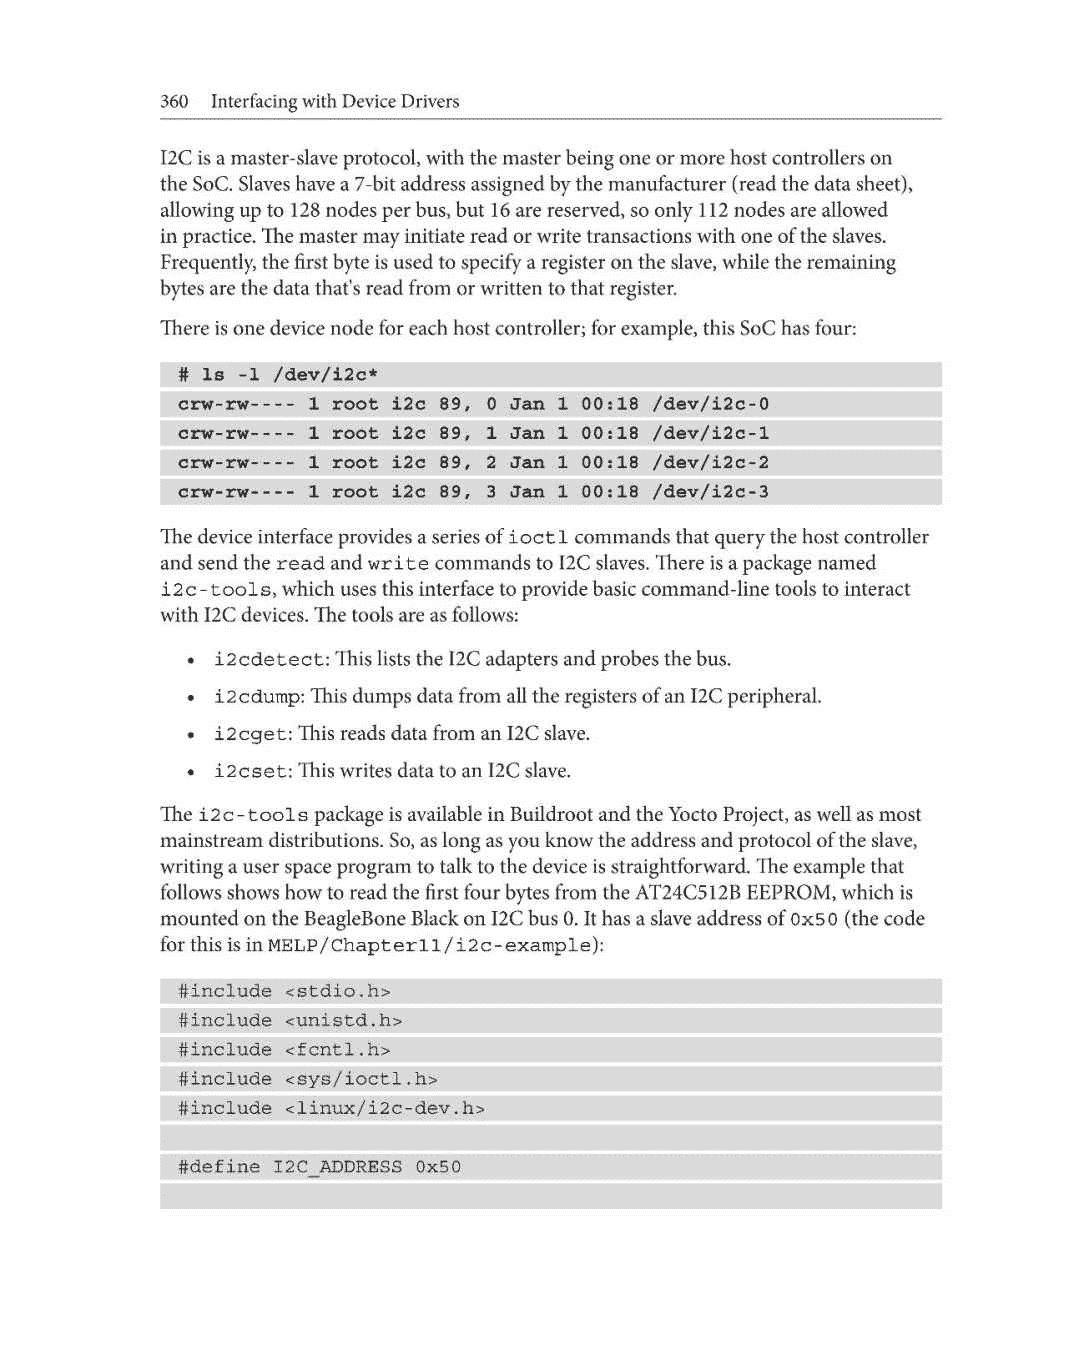 360 Interfacing with Device Drivers
I2C is a master-slave protocol, with the master being one or more host controllers on
the SoC. Slaves have a 7-bit address assigned by the manufacturer (read the data sheet),
allowing up to 128 nodes per bus, but 16 are reserved, so only 112 nodes are allowed
in practice. The master may initiate read or write transactions with one of the slaves.
Frequently, the first byte is used to specify a register on the slave, while the remaining
bytes are the data that's read from or written to that register.
There is one device node for each host controller; for example, this SoC has four:
# ls -l /dev/i2c*
crw-rw---- 1 root i2c 89, 0 Jan 1 00:18 /dev/i2c-0
crw-rw---- 1 root i2c 89, 1 Jan 1 00:18 /dev/i2c-1
crw-rw---- 1 root i2c 89, 2 Jan 1 00:18 /dev/i2c-2
crw-rw---- 1 root i2c 89, 3 Jan 1 00:18 /dev/i2c-3
The device interface provides a series of ioctl commands that query the host controller
and send the read and write commands to I2C slaves. There is a package named
i2c-tools, which uses this interface to provide basic command-line tools to interact
with I2C devices. The tools are as follows:
• i2cdetect: This lists the I2C adapters and probes the bus.
• i2cdump: This dumps data from all the registers of an I2C peripheral.
• i2cget: This reads data from an I2C slave.
• i2cset: This writes data to an I2C slave.
The i2c-tools package is available in Buildroot and the Yocto Project, as well as most
mainstream distributions. So, as long as you know the address and protocol of the slave,
writing a user space program to talk to the device is straightforward. The example that
follows shows how to read the first four bytes from the AT24C512B EEPROM, which is
mounted on the BeagleBone Black on I2C bus 0. It has a slave address of 0x50 (the code
for this is in MELP/Chapter11/i2c-example):
#include <stdio.h>
#include <unistd.h>
#include <fcntl.h>
#include <sys/ioctl.h>
#include <linux/i2c-dev.h>
#define I2C_ADDRESS 0x50